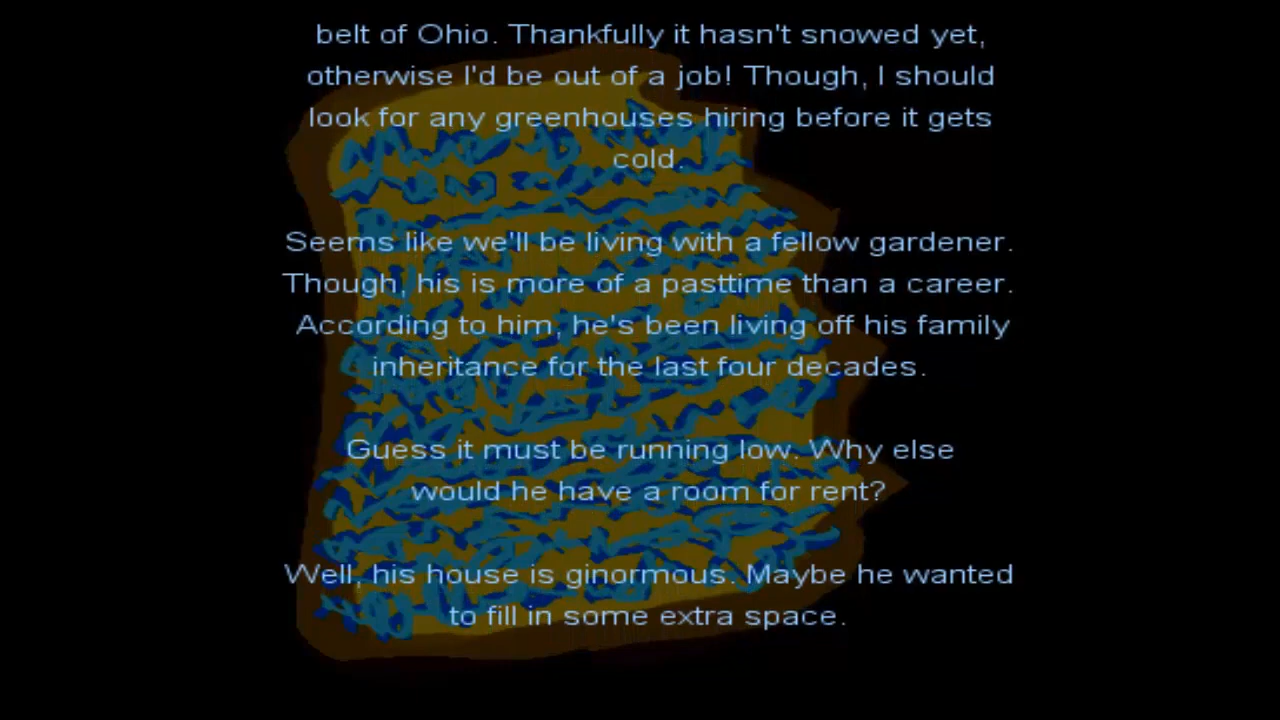 belt of Ohio. Thankfully it hasn't snowed yet,
otherwise I'd be out of a job! Though, I should
look for any greenhouses hiring before it gets
cold.
Seems like we'll be living with a fellow gardener.
Though, his is more of a pasttime than a career.
According to him, he's been living off his family
inheritance for the last four decades.
Guess it must be running low. Why else
would he have a room for rent?
Well, his house is ginormous. Maybe he wanted
to fill in some extra space.